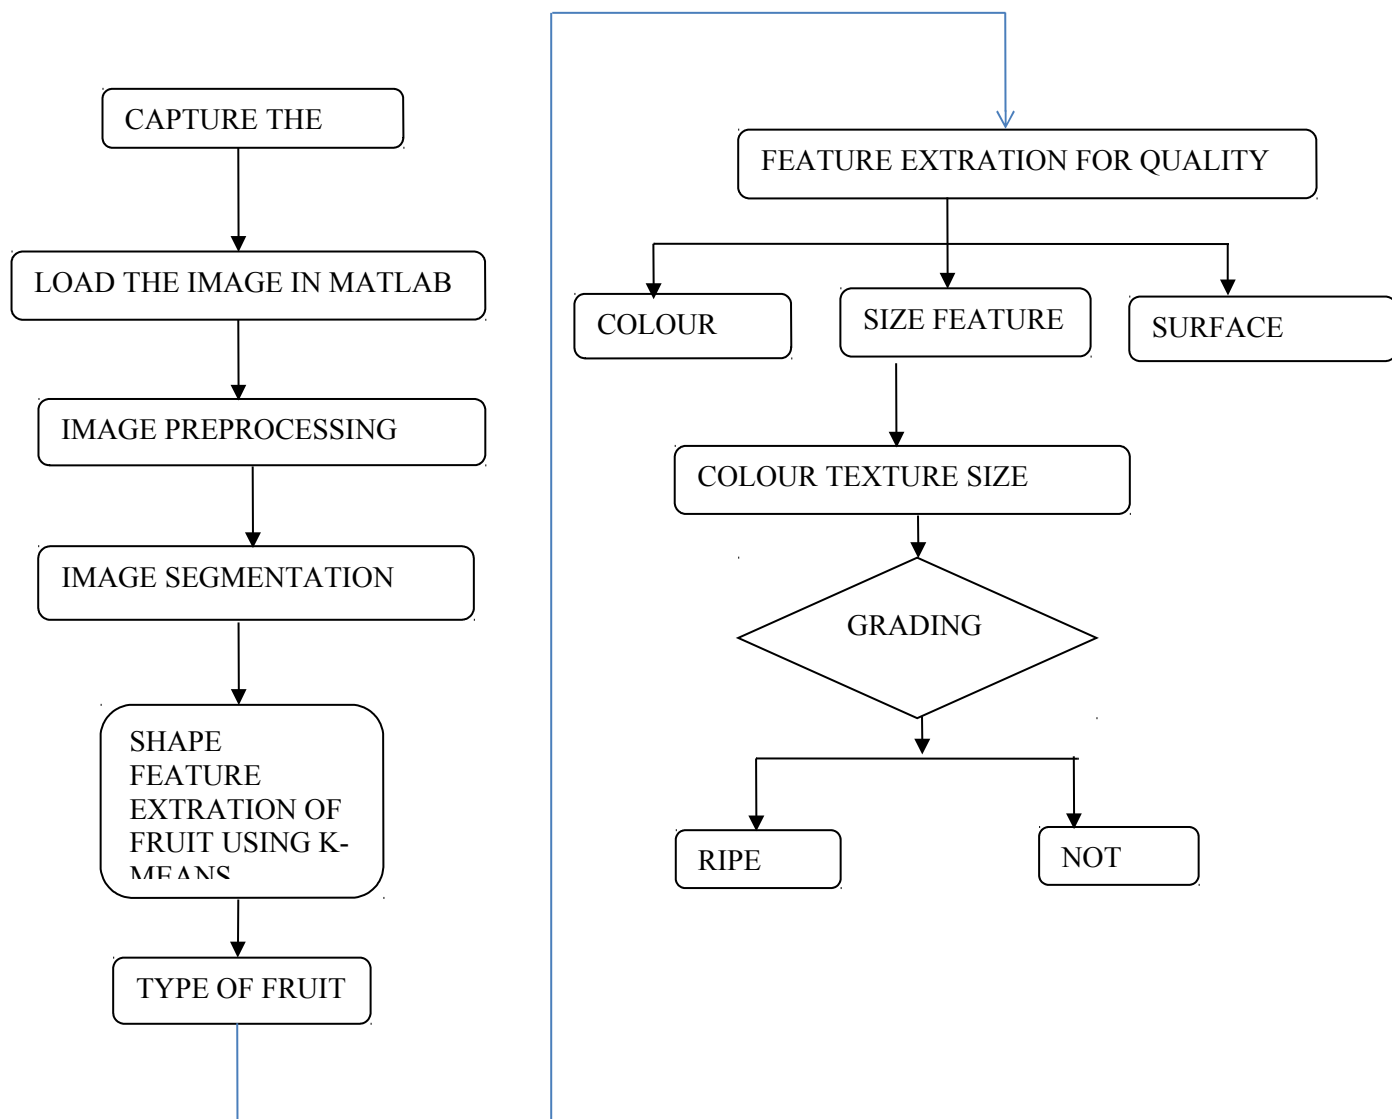 CAPTURE THE
LOAD THE IMAGE IN MATLAB
IMAGE PREPROCESSING
IMAGE SEGMENTATION
SHAPE
FEATURE
EXTRATION OF
FRUIT USING K-
MEANS
TYPE OF FRUIT
FEATURE EXTRATION FOR QUALITY
COLOUR
SIZE FEATURE
SURFACE
COLOUR TEXTURE SIZE
GRADING
RIPE
NOT